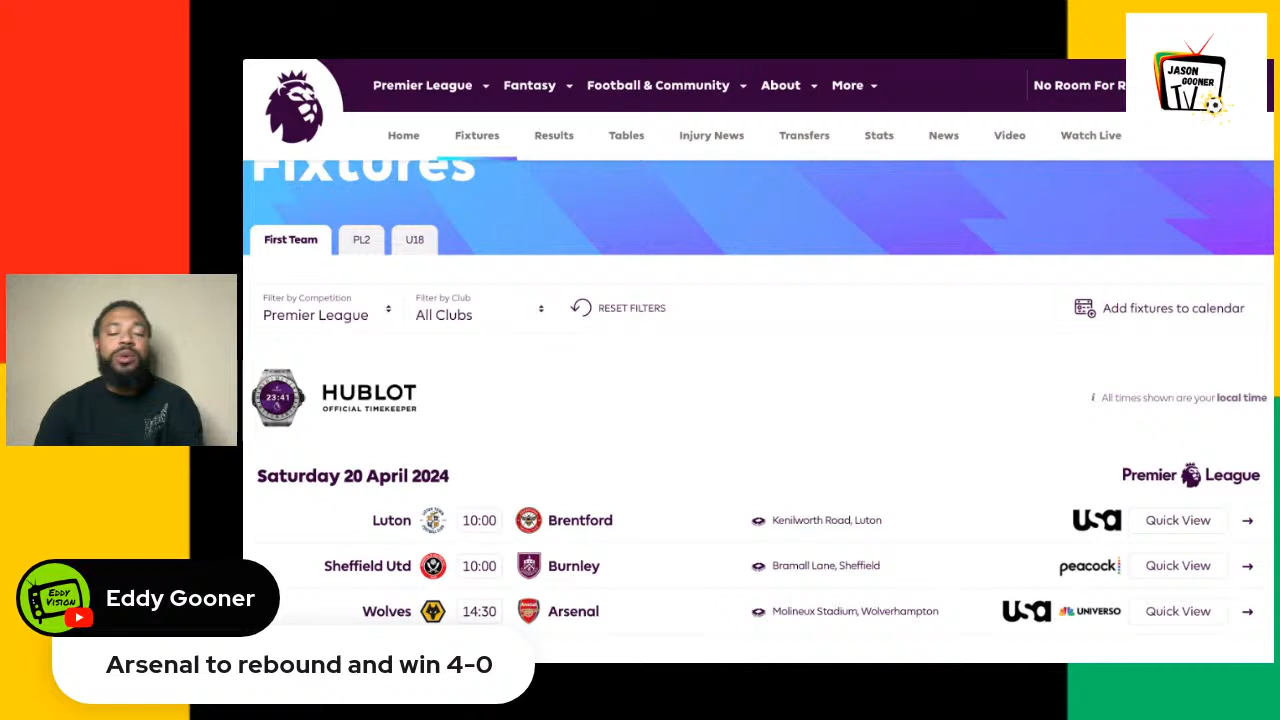 JASON
GOONER
TV
Premier League Fantasy Football & Community About More No Room For R
Home Fixtures Results Tables Injury News Transfers Stats News Video Watch Live
Fixtures
First Team PL2 U18
Filter by Competition Filter by Club
Premier League All Clubs RESET FILTERS Add fixtures to calendar
23:41
HUBLOT
OFFICIAL TIMEKEEPER
i All times shown are your local time
Saturday 20 April 2024 Premier League
Luton 10:00 Brentford Kenilworth Road, Luton USA Quick View →
Sheffield Utd 10:00 Burnley Bramall Lane, Sheffield peacock Quick View →
Wolves 14:30 Arsenal Molineux Stadium, Wolverhampton USA UNIVERSO Quick View →
EDDY
VISION
Eddy Gooner
Arsenal to rebound and win 4-0